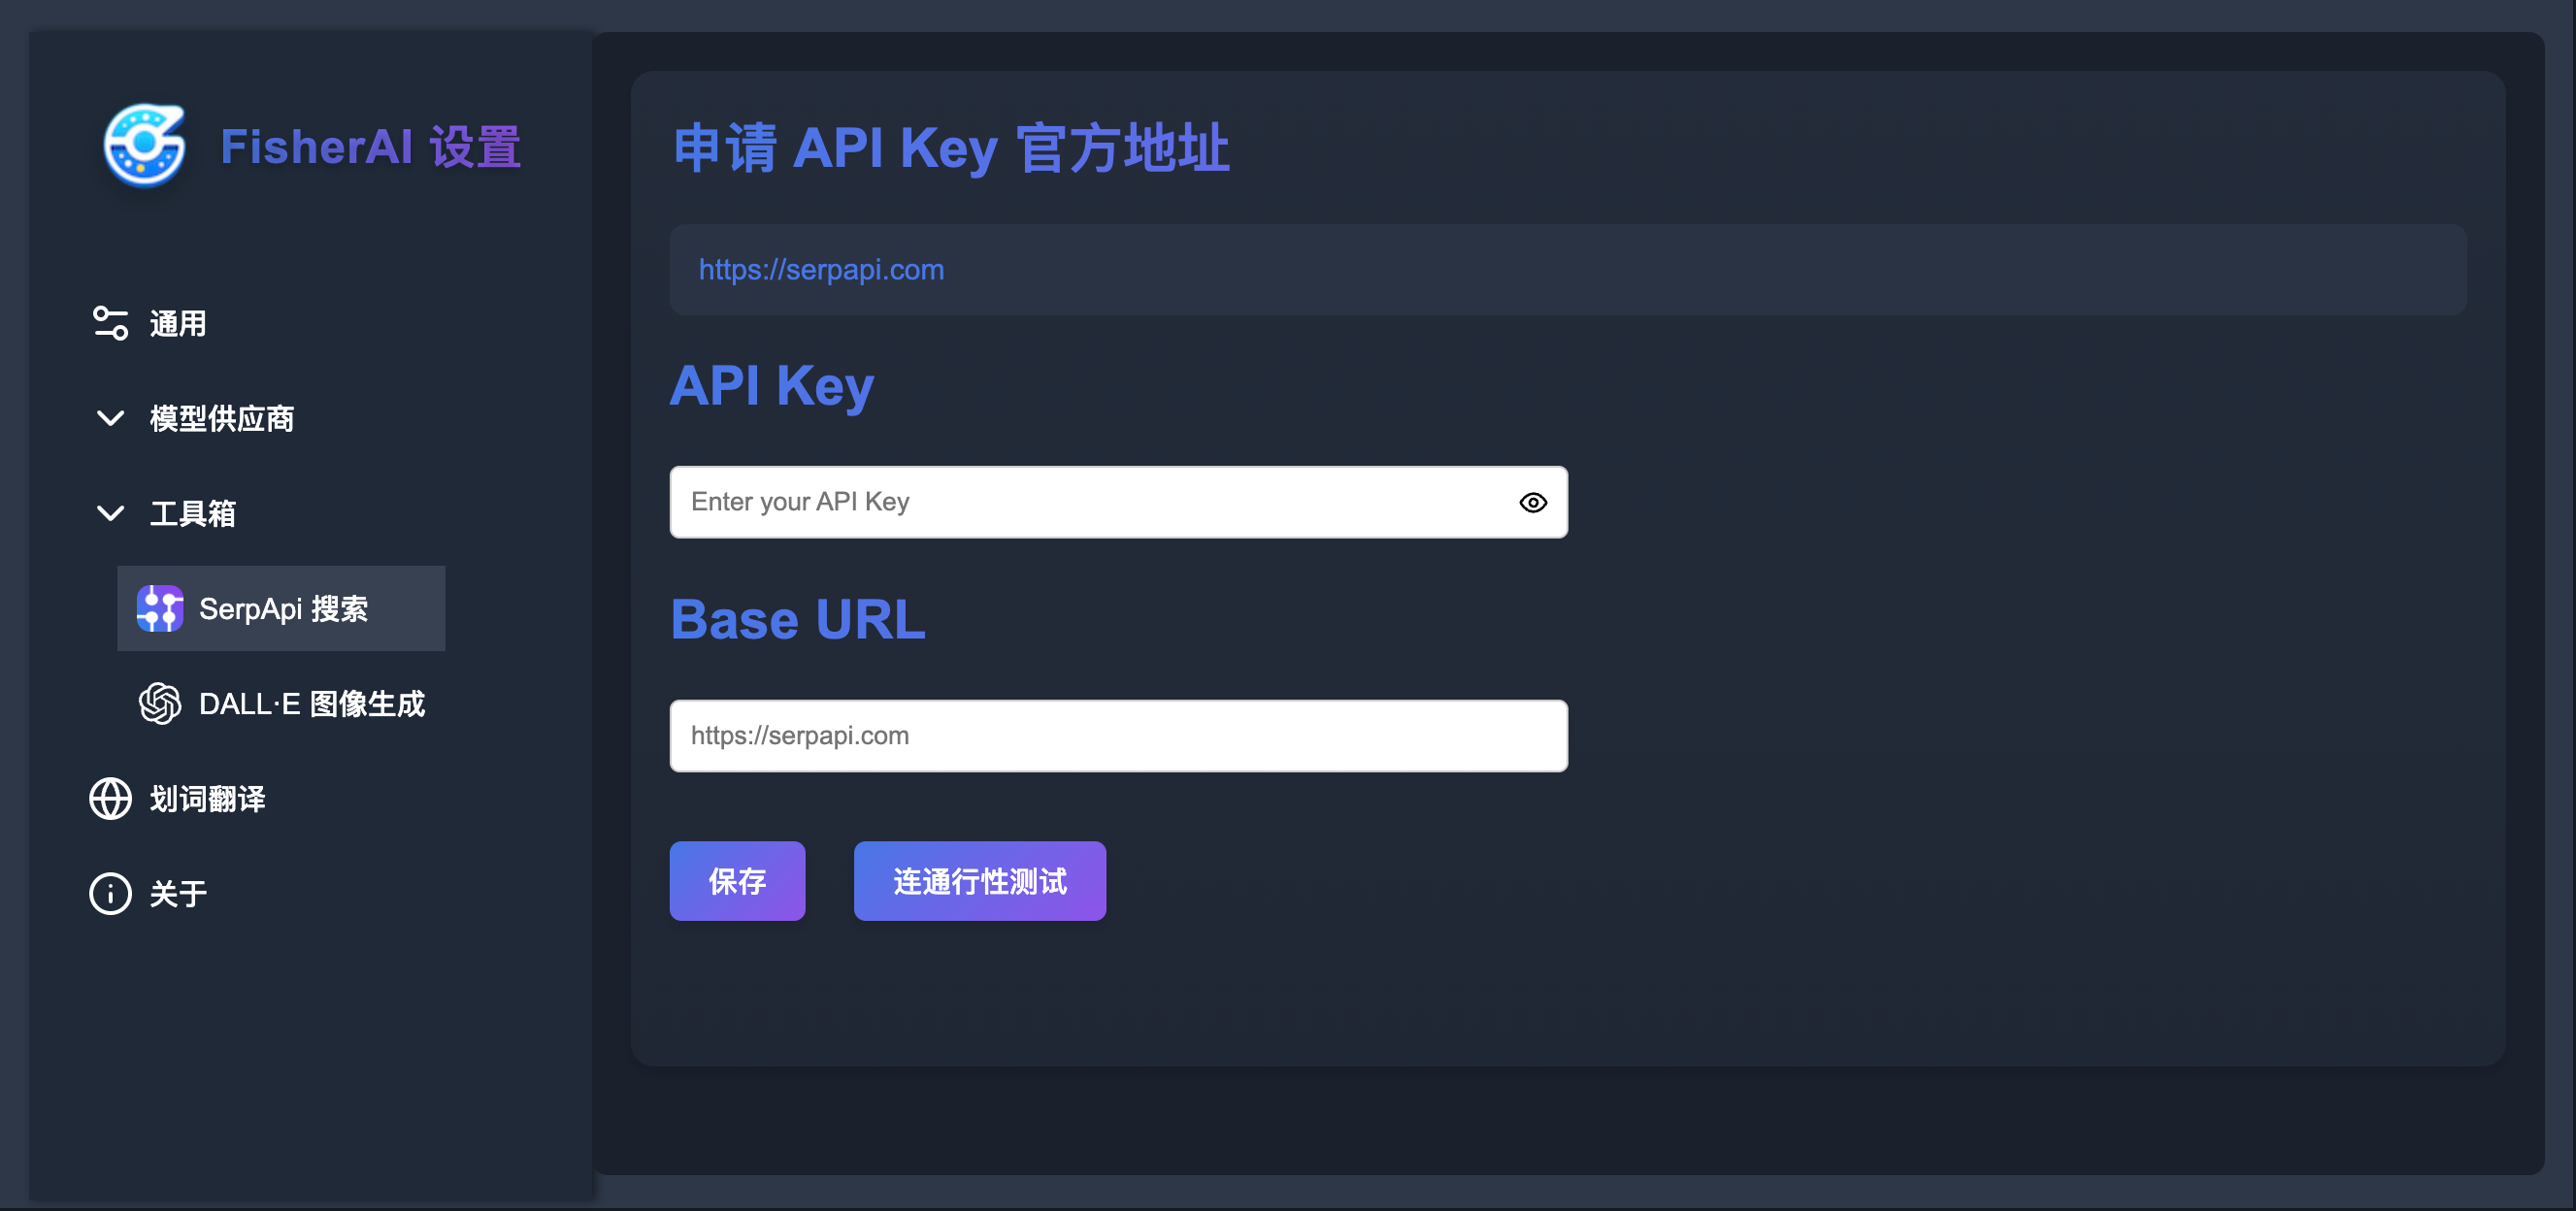 FisherAI 设置
通用
模型供应商
工具箱
SerpApi 搜索
DALL·E 图像生成
划词翻译
关于
申请 API Key 官方地址
https://serpapi.com
API Key
Enter your API Key
Base URL
https://serpapi.com
保存
连通行性测试